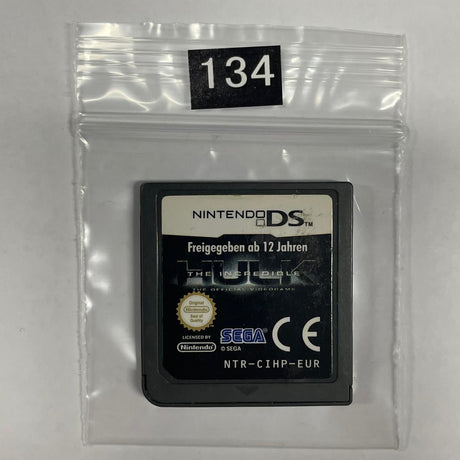 134
NINTENDO DS™
Freigegeben ab 12 Jahren
THE INCREDIBLE
HULK
THE OFFICIAL VIDEOGAME
Original
Nintendo
Seal of Quality
LICENSED BY
Nintendo
SEGA
© SEGA
CE
NTR-CIHP-EUR